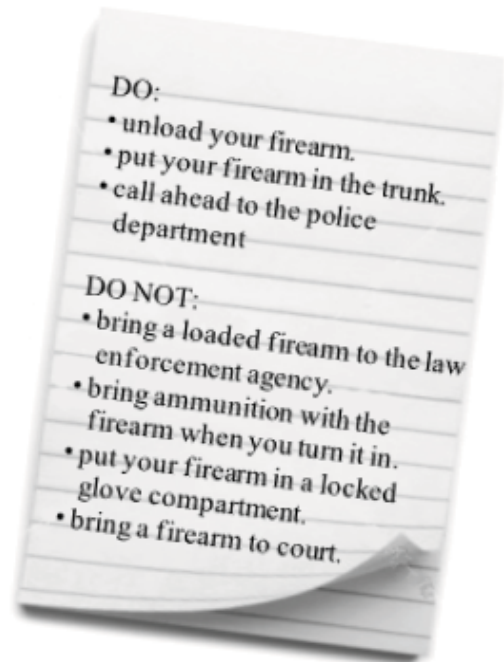 DO:
• unload your firearm.
• put your firearm in the trunk.
• call ahead to the police
department
DO NOT:
• bring a loaded firearm to the law
enforcement agency.
• bring ammunition with the
firearm when you turn it in.
• put your firearm in a locked
glove compartment.
• bring a firearm to court.